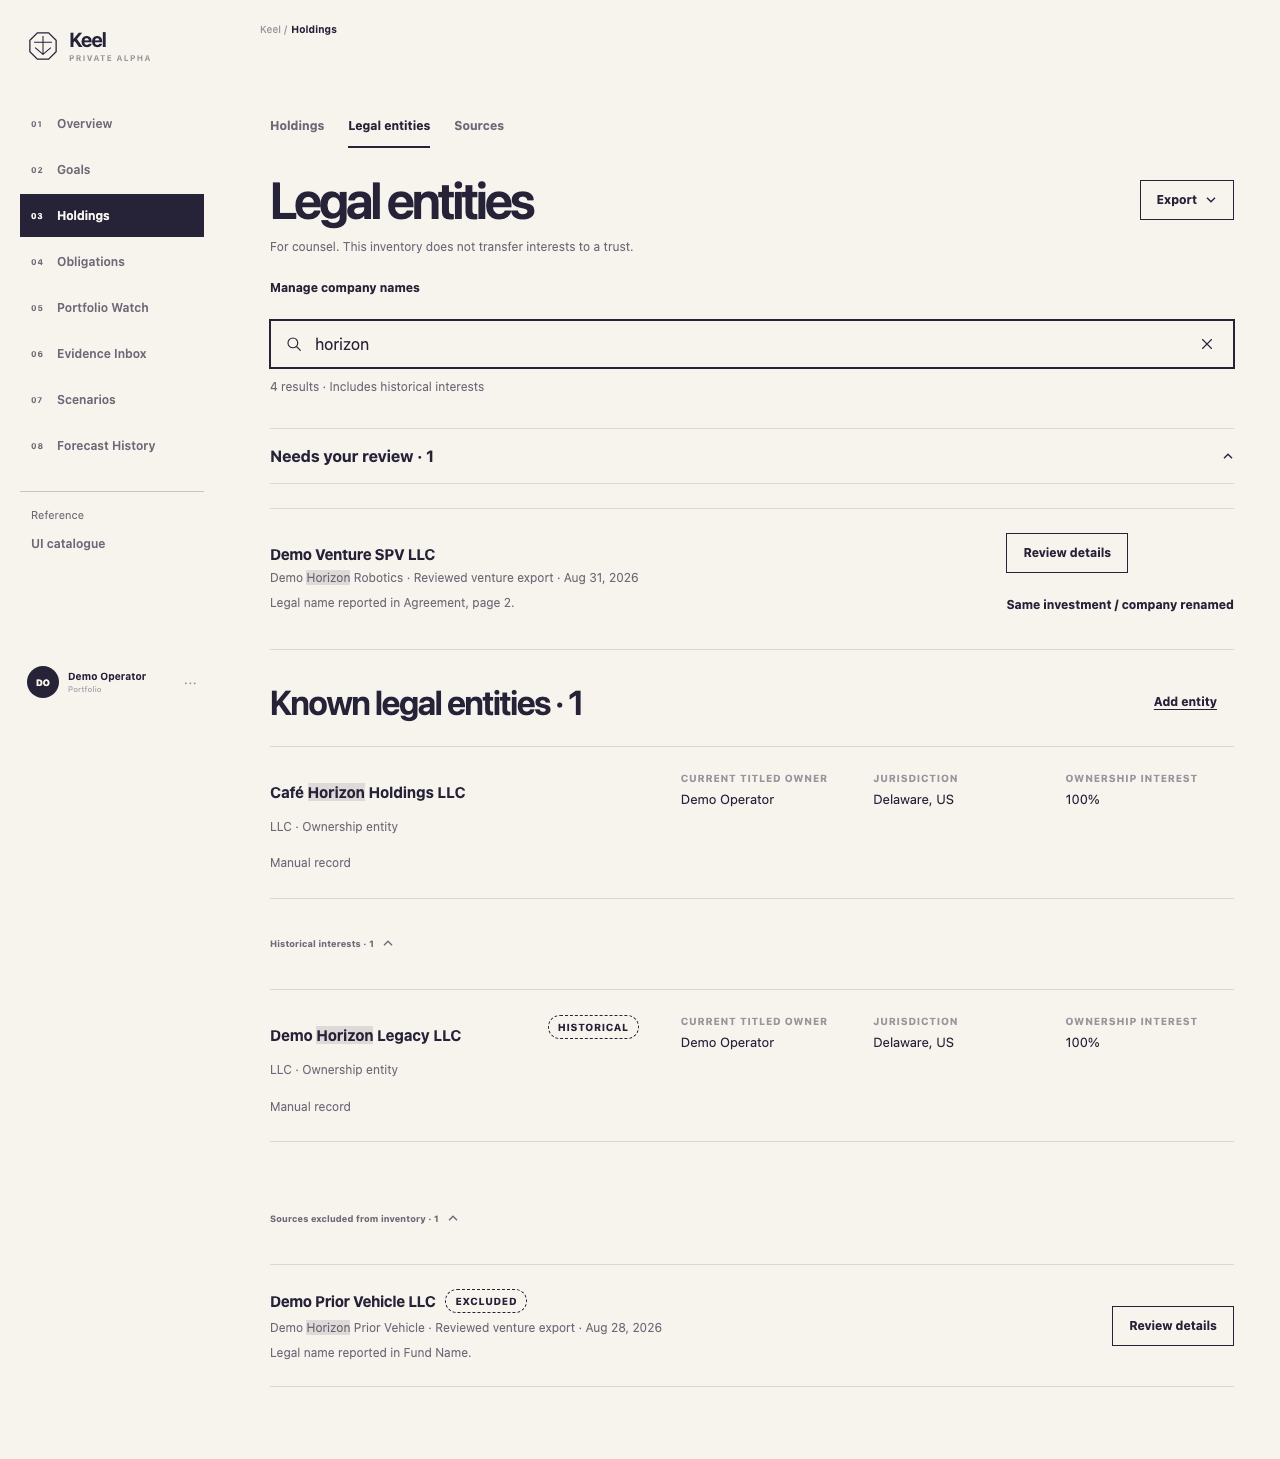 Keel
PRIVATE ALPHA
01 Overview
02 Goals
03 Holdings
04 Obligations
05 Portfolio Watch
06 Evidence Inbox
07 Scenarios
08 Forecast History
Reference
UI catalogue
DO
Demo Operator
Portfolio
...
Keel / Holdings
Holdings Legal entities Sources
Legal entities
Export
For counsel. This inventory does not transfer interests to a trust.
Manage company names
horizon
4 results · Includes historical interests
Needs your review · 1
Demo Venture SPV LLC
Demo Horizon Robotics · Reviewed venture export · Aug 31, 2026
Legal name reported in Agreement, page 2.
Review details
Same investment / company renamed
Known legal entities · 1
Add entity
Café Horizon Holdings LLC
LLC · Ownership entity
Manual record
CURRENT TITLED OWNER
Demo Operator
JURISDICTION
Delaware, US
OWNERSHIP INTEREST
100%
Historical interests · 1
Demo Horizon Legacy LLC
HISTORICAL
LLC · Ownership entity
Manual record
CURRENT TITLED OWNER
Demo Operator
JURISDICTION
Delaware, US
OWNERSHIP INTEREST
100%
Sources excluded from inventory · 1
Demo Prior Vehicle LLC
EXCLUDED
Demo Horizon Prior Vehicle · Reviewed venture export · Aug 28, 2026
Legal name reported in Fund Name.
Review details